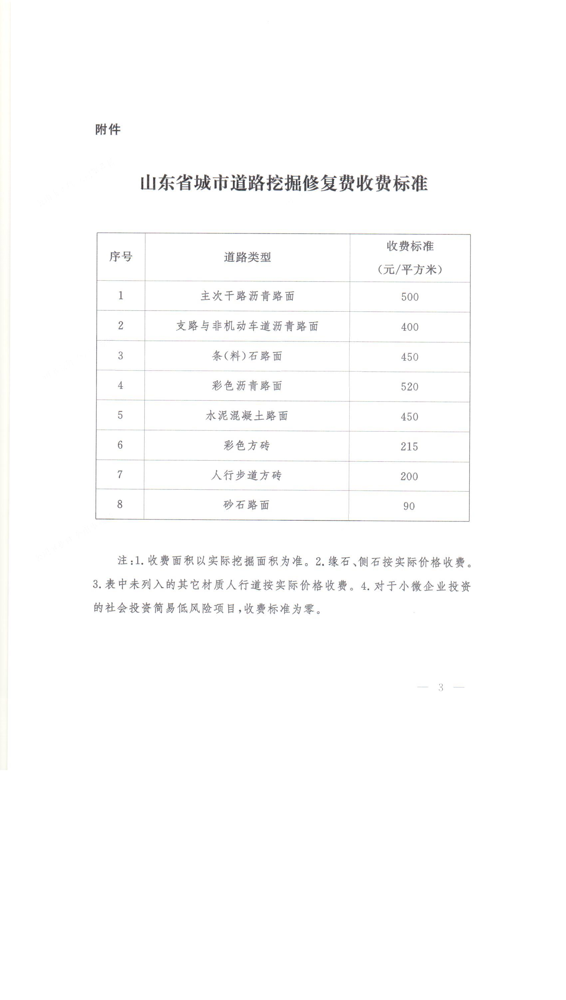 附件
山东省城市道路挖掘修复费收费标准
序号 道路类型 收费标准
(元/平方米)
1 主次干路沥青路面 500
2 支路与非机动车道沥青路面 400
3 条(料)石路面 450
4 彩色沥青路面 520
5 水泥混凝土路面 450
6 彩色方砖 215
7 人行步道方砖 200
8 砂石路面 90
注:1.收费面积以实际挖掘面积为准。2.缘石、侧石按实际价格收费。
3.表中未列入的其它材质人行道按实际价格收费。4.对于小微企业投资
的社会投资简易低风险项目,收费标准为零。
— 3 —